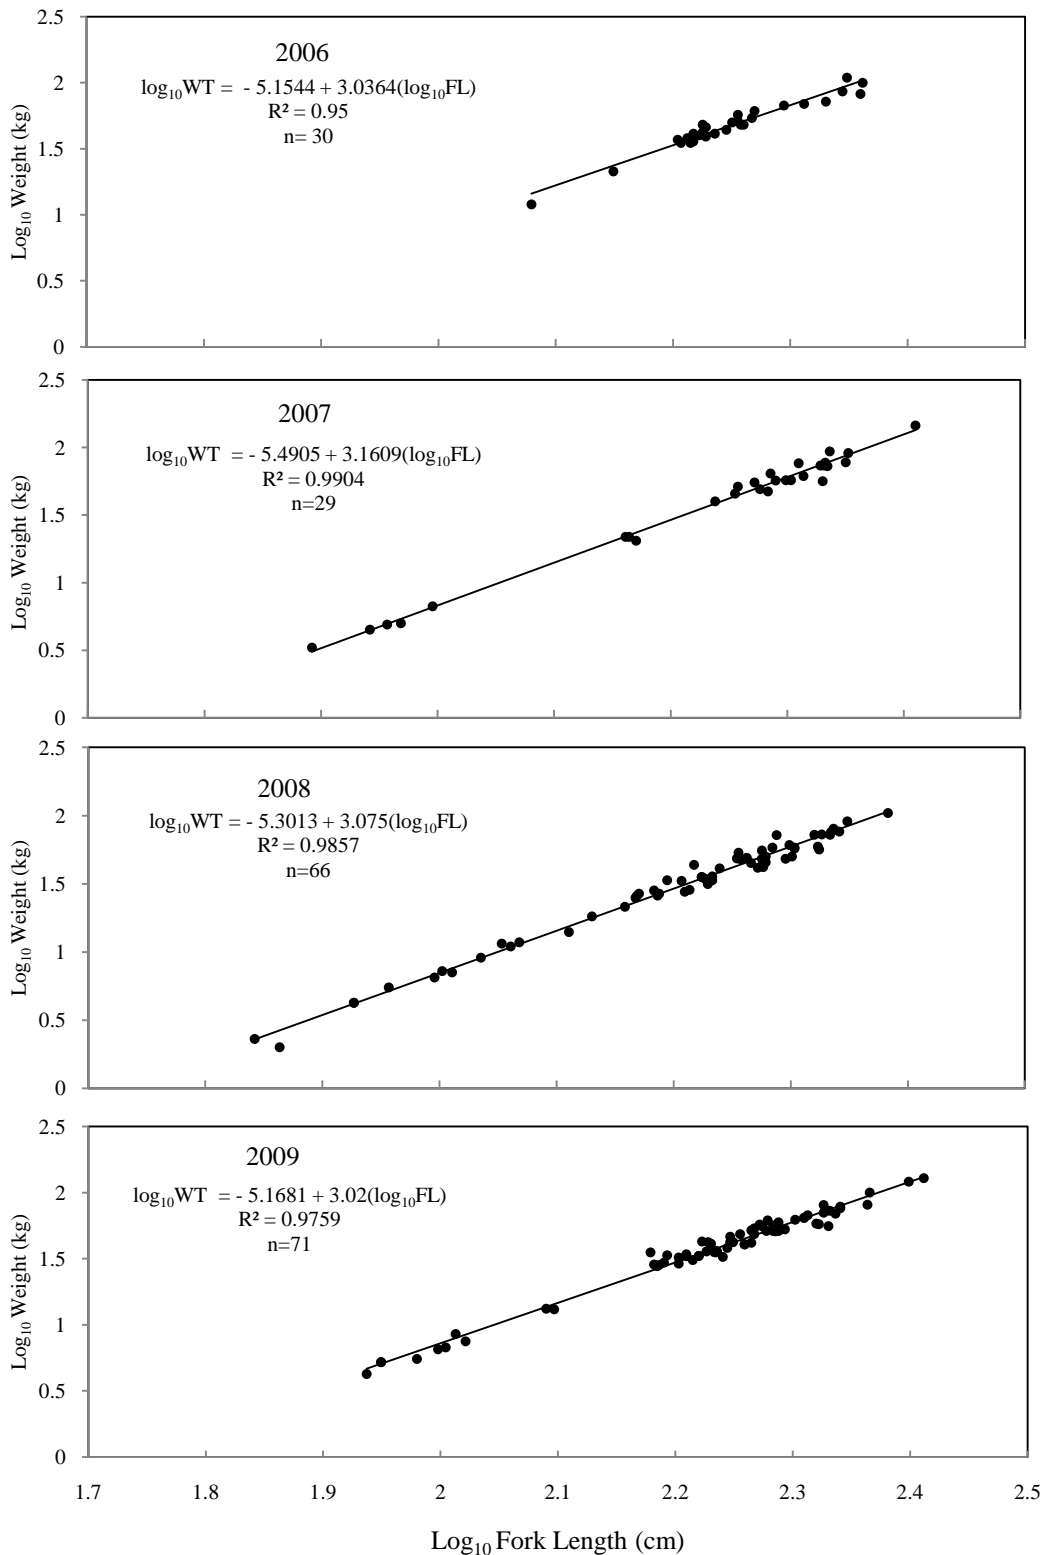 2006
log₁₀WT = - 5.1544 + 3.0364(log₁₀FL)
R² = 0.95
n= 30
Log₁₀ Weight (kg)
2.5
2
1.5
1
0.5
0
2007
log₁₀WT = - 5.4905 + 3.1609(log₁₀FL)
R² = 0.9904
n=29
Log₁₀ Weight (kg)
2.5
2
1.5
1
0.5
0
2008
log₁₀WT = - 5.3013 + 3.075(log₁₀FL)
R² = 0.9857
n=66
Log₁₀ Weight (kg)
2.5
2
1.5
1
0.5
0
2009
log₁₀WT = - 5.1681 + 3.02(log₁₀FL)
R² = 0.9759
n=71
Log₁₀ Weight (kg)
2.5
2
1.5
1
0.5
0
1.7 1.8 1.9 2 2.1 2.2 2.3 2.4 2.5
Log₁₀ Fork Length (cm)